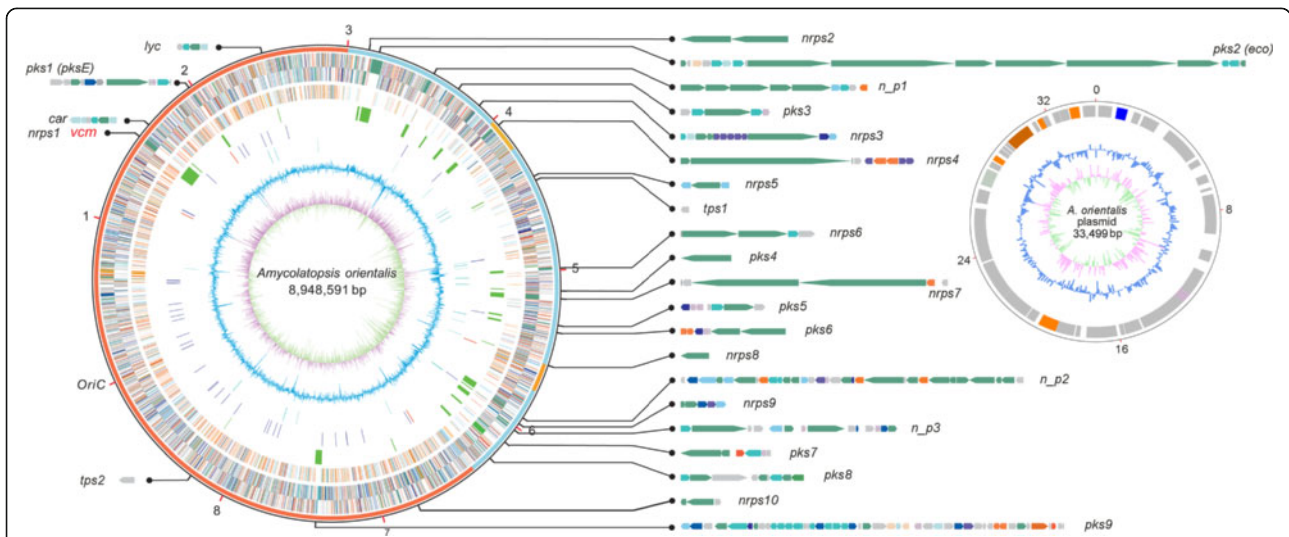 lyc
pks1 (pksE)
car
nrps1 vcm
OriC
tps2
1
2
3
4
5
6
7
8
Amycolatopsis orientalis
8,948,591 bp
nrps2
pks2 (eco)
n_p1
pks3
nrps3
nrps4
nrps5
tps1
nrps6
pks4
nrps7
pks5
pks6
nrps8
n_p2
nrps9
n_p3
pks7
pks8
nrps10
pks9
0
8
16
24
32
A. orientalis
plasmid
33,499 bp